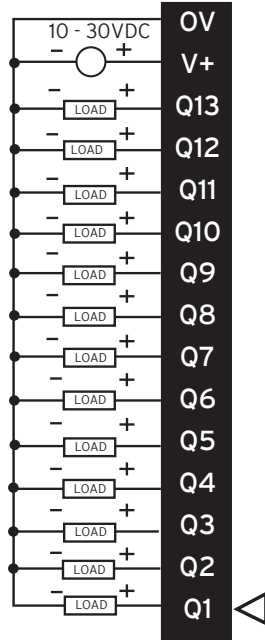 0V
10 - 30VDC
- + V+
- LOAD + Q13
- LOAD + Q12
- LOAD + Q11
- LOAD + Q10
- LOAD + Q9
- LOAD + Q8
- LOAD + Q7
- LOAD + Q6
- LOAD + Q5
- LOAD + Q4
- LOAD + Q3
- LOAD + Q2
- LOAD + Q1